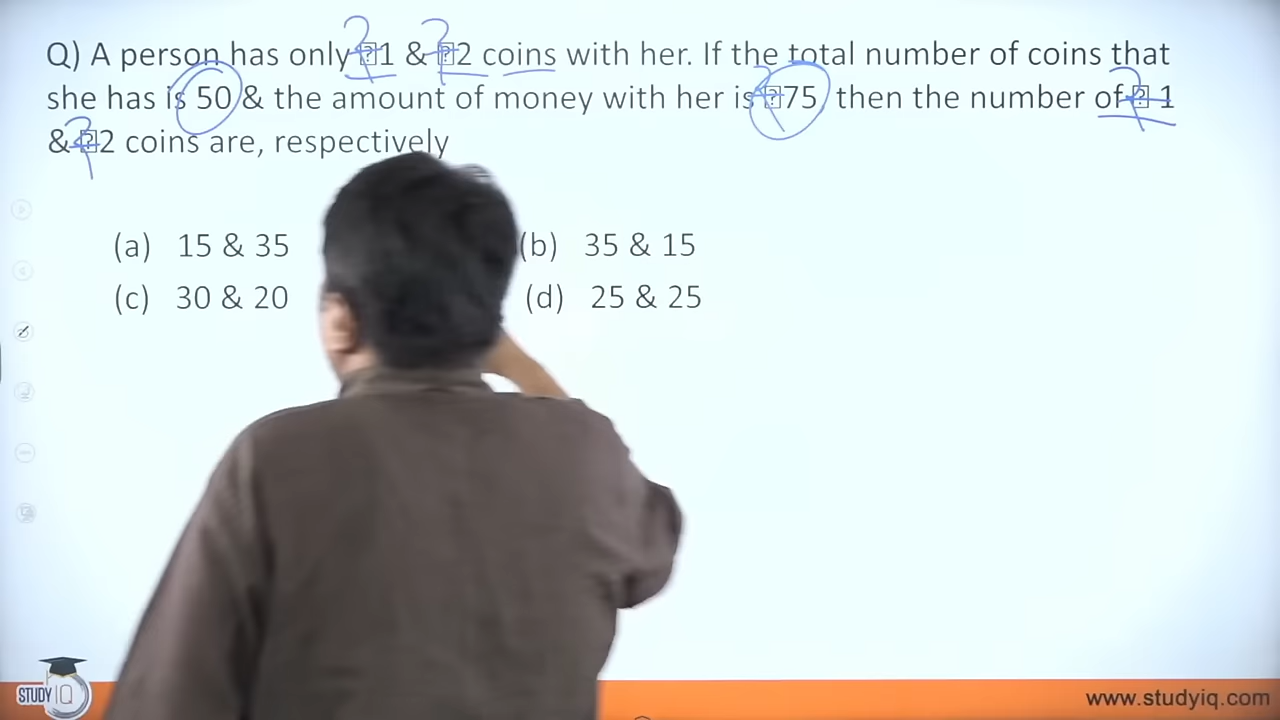 Q) A person has only ₹1 & ₹2 coins with her. If the total number of coins that
she has is 50 & the amount of money with her is ₹75 then the number of ₹ 1
& ₹2 coins are, respectively
(a) 15 & 35
(b) 35 & 15
(c) 30 & 20
(d) 25 & 25
STUDY IQ
www.studyiq.com